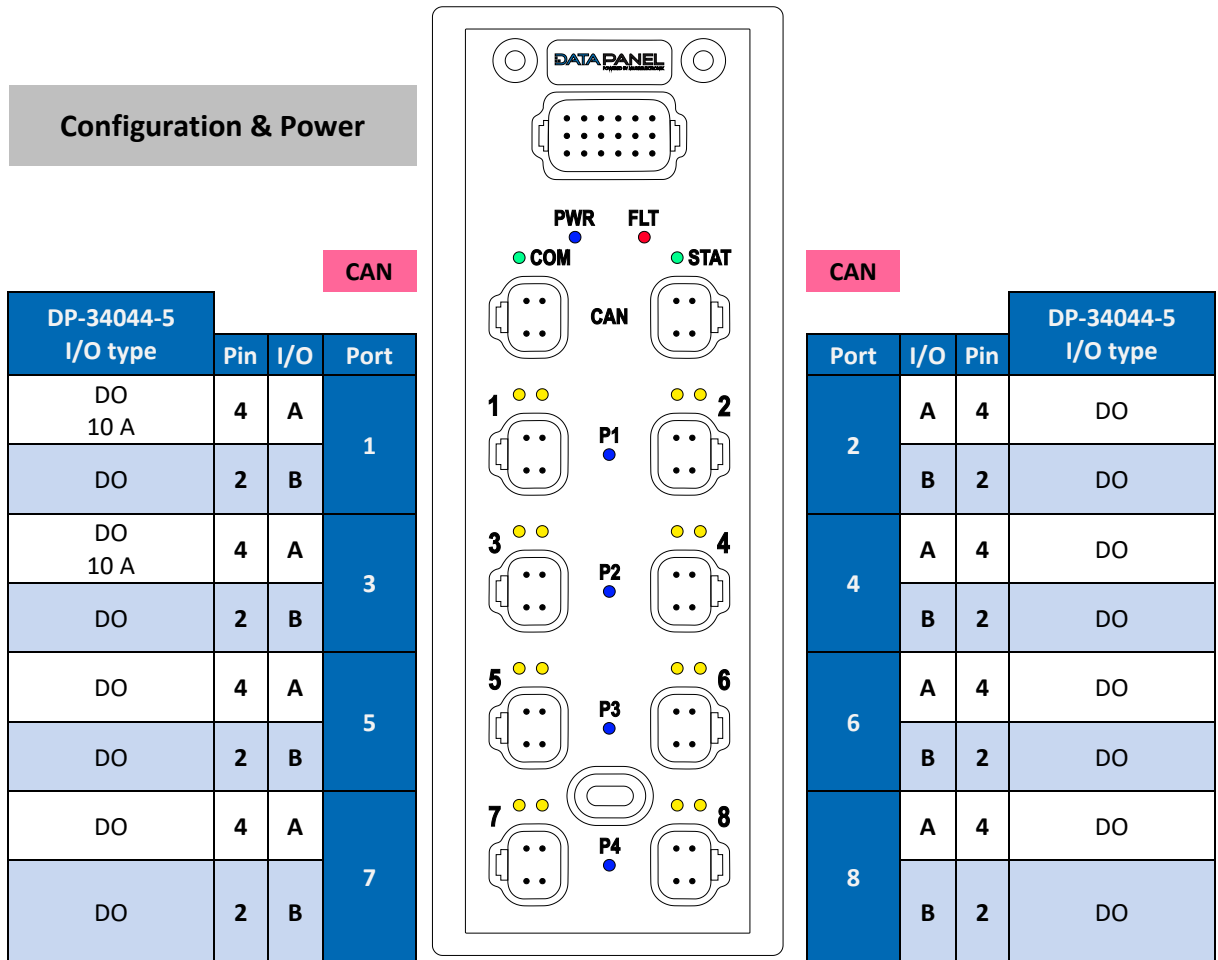 DATA PANEL
Configuration & Power
PWR FLT
COM STAT
CAN CAN CAN
DP-34044-5
I/O type Pin I/O Port
DO
10 A 4 A 1
DO 2 B
DO
10 A 4 A 3
DO 2 B
DO 4 A 5
DO 2 B
DO 4 A 7
DO 2 B
1 2
P1
3 4
P2
5 6
P3
7 8
P4
DP-34044-5
Port I/O Pin I/O type
2 A 4 DO
B 2 DO
4 A 4 DO
B 2 DO
6 A 4 DO
B 2 DO
8 A 4 DO
B 2 DO